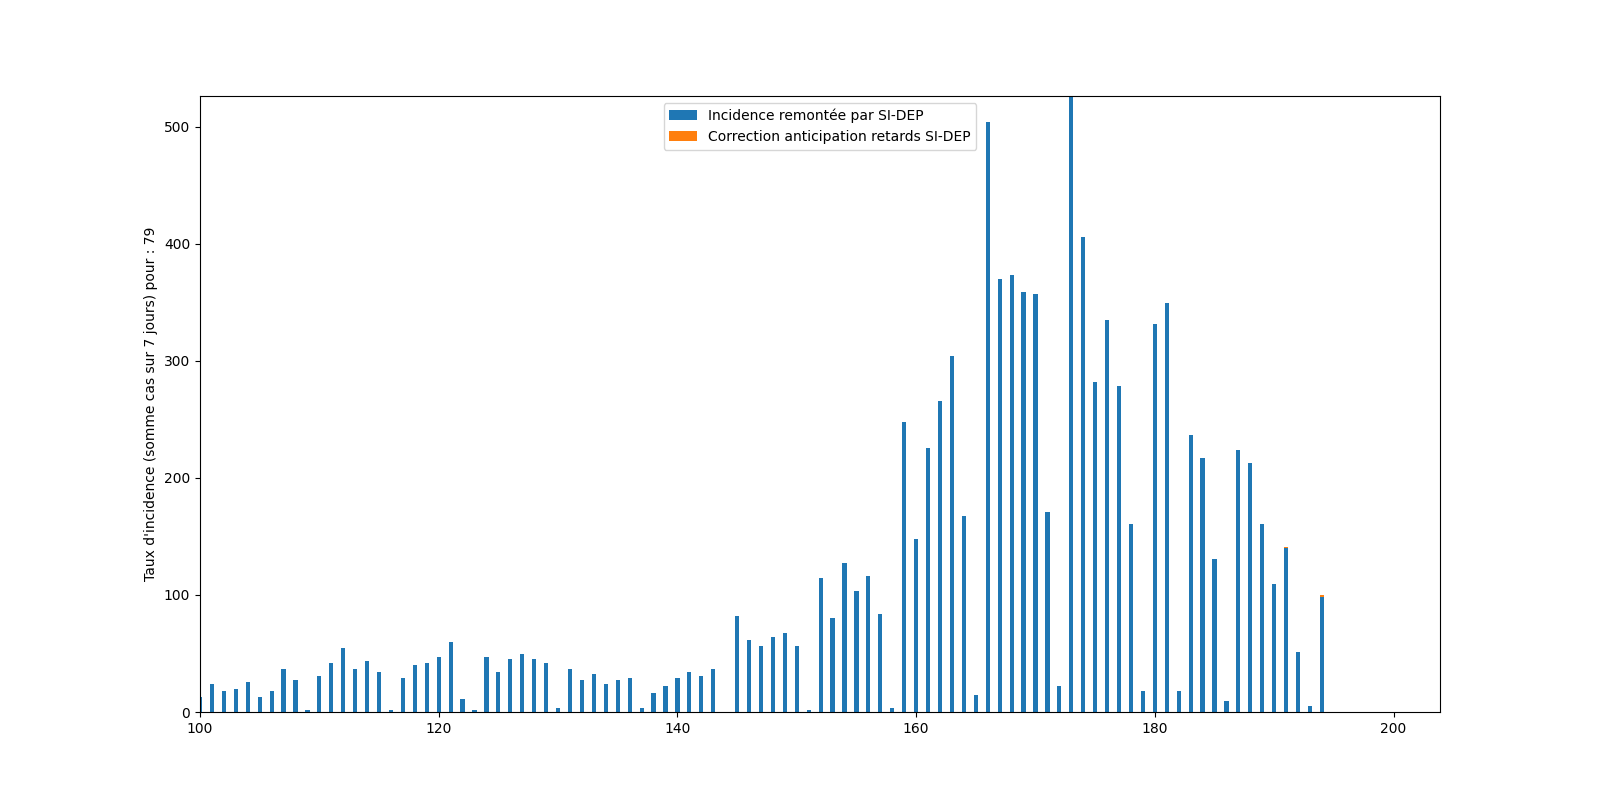 Incidence remontée par SI-DEP
Correction anticipation retards SI-DEP
Taux d'incidence (somme cas sur 7 jours) pour : 79
500
400
300
200
100
0
100 120 140 160 180 200